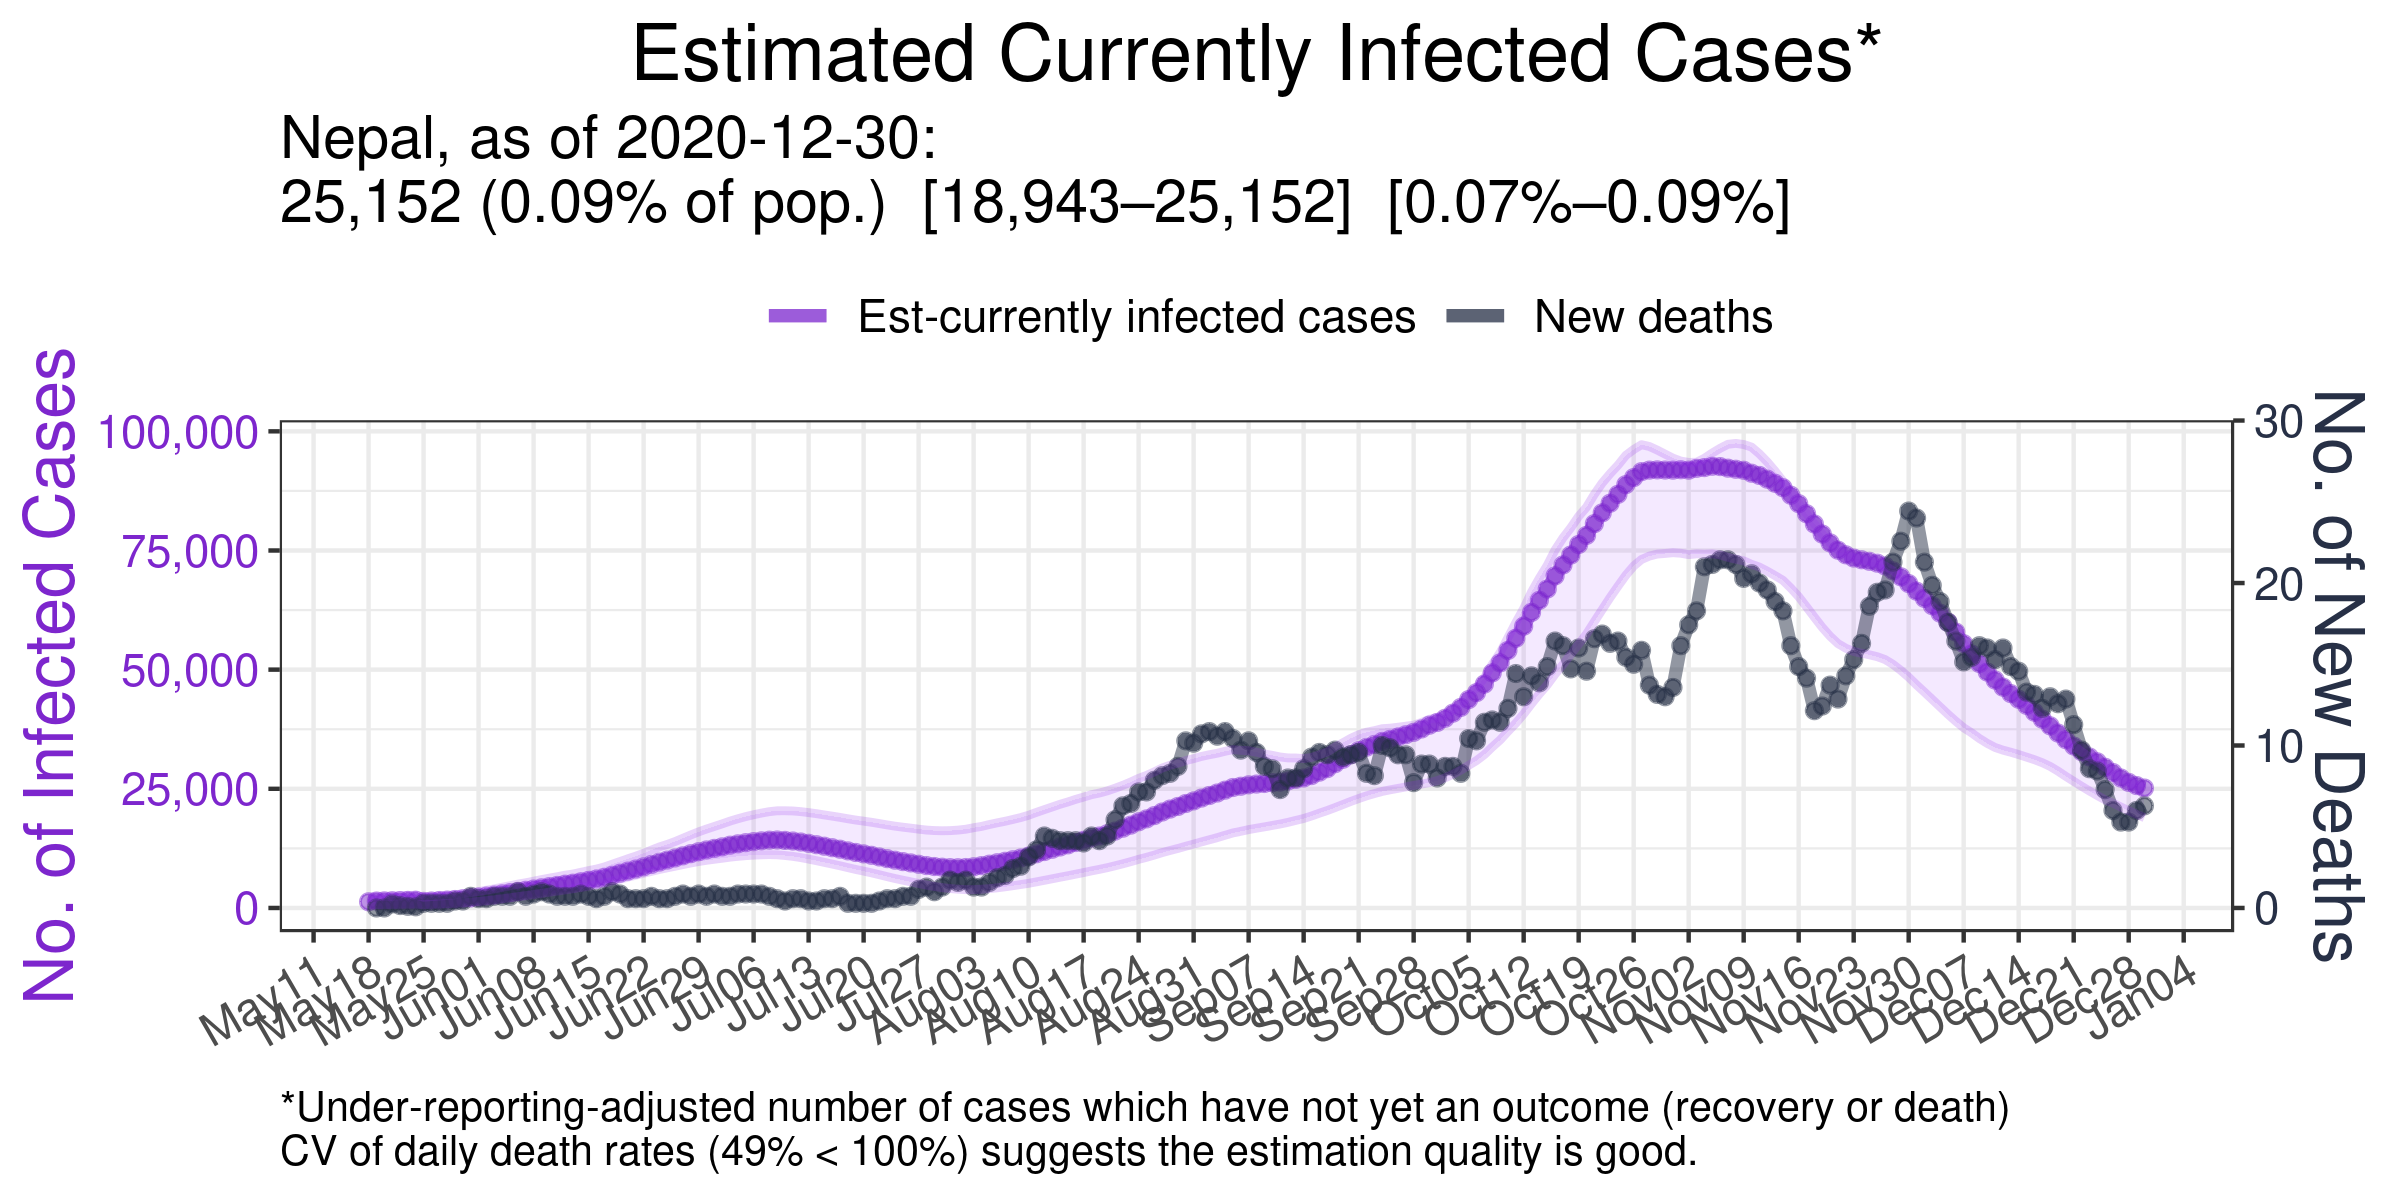 Estimated Currently Infected Cases*
Nepal, as of 2020-12-30:
25,152 (0.09% of pop.) [18,943–25,152] [0.07%–0.09%]
Est-currently infected cases
New deaths
No. of Infected Cases
100,000
75,000
50,000
25,000
0
30
20
10
0
No. of New Deaths
May11
May18
May25
Jun01
Jun08
Jun15
Jun22
Jun29
Jul06
Jul13
Jul20
Jul27
Aug03
Aug10
Aug17
Aug24
Aug31
Sep07
Sep14
Sep21
Sep28
Oct05
Oct12
Oct19
Oct26
Nov02
Nov09
Nov16
Nov23
Nov30
Dec07
Dec14
Dec21
Dec28
Jan04
*Under-reporting-adjusted number of cases which have not yet an outcome (recovery or death)
CV of daily death rates (49% < 100%) suggests the estimation quality is good.